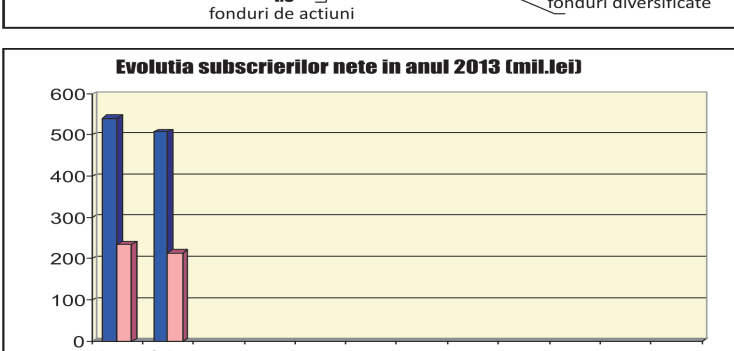 fonduri diversificate
fonduri de actiuni
Evolutia subscrierilor nete in anul 2013 (mil.lei)
600
500
400
300
200
100
0